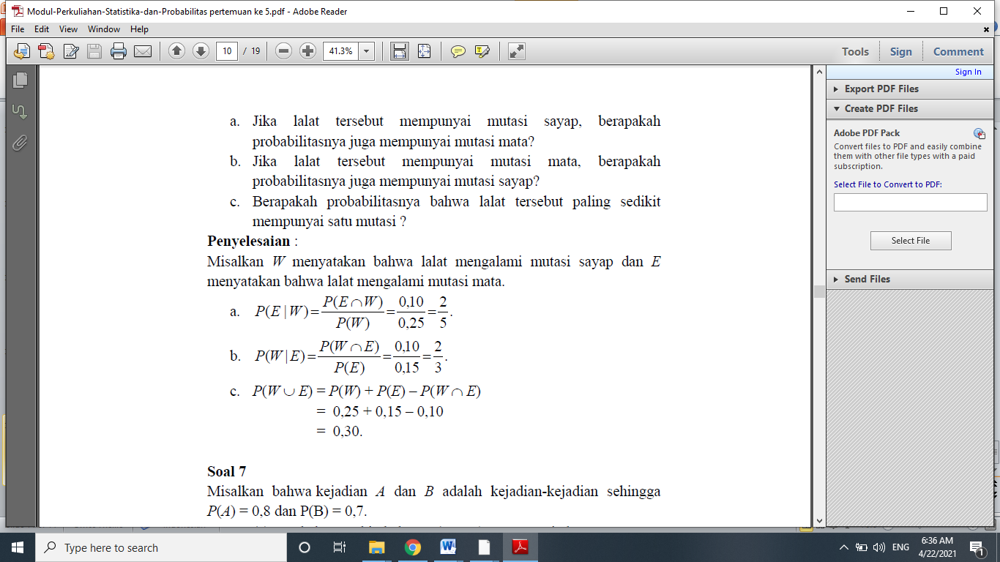 Modul-Perkuliahan-Statistika-dan-Probabilitas pertemuan ke 5.pdf - Adobe Reader
File Edit View Window Help
10 / 19 41.3% Tools Sign Comment
Sign In
Export PDF Files
Create PDF Files
Adobe PDF Pack
Convert files to PDF and easily combine
them with other file types with a paid
subscription.
Select File to Convert to PDF:
Select File
Send Files
a. Jika lalat tersebut mempunyai mutasi sayap, berapakah
probabilitasnya juga mempunyai mutasi mata?
b. Jika lalat tersebut mempunyai mutasi mata, berapakah
probabilitasnya juga mempunyai mutasi sayap?
c. Berapakah probabilitasnya bahwa lalat tersebut paling sedikit
mempunyai satu mutasi ?
Penyelesaian :
Misalkan W menyatakan bahwa lalat mengalami mutasi sayap dan E
menyatakan bahwa lalat mengalami mutasi mata.
a. P(E | W) = P(E ∩ W) / P(W) = 0,10 / 0,25 = 2 / 5.
b. P(W | E) = P(W ∩ E) / P(E) = 0,10 / 0,15 = 2 / 3.
c. P(W ∪ E) = P(W) + P(E) – P(W ∩ E)
= 0,25 + 0,15 – 0,10
= 0,30.
Soal 7
Misalkan bahwa kejadian A dan B adalah kejadian-kejadian sehingga
P(A) = 0,8 dan P(B) = 0,7.
Type here to search
ENG
6:36 AM
4/22/2021
1